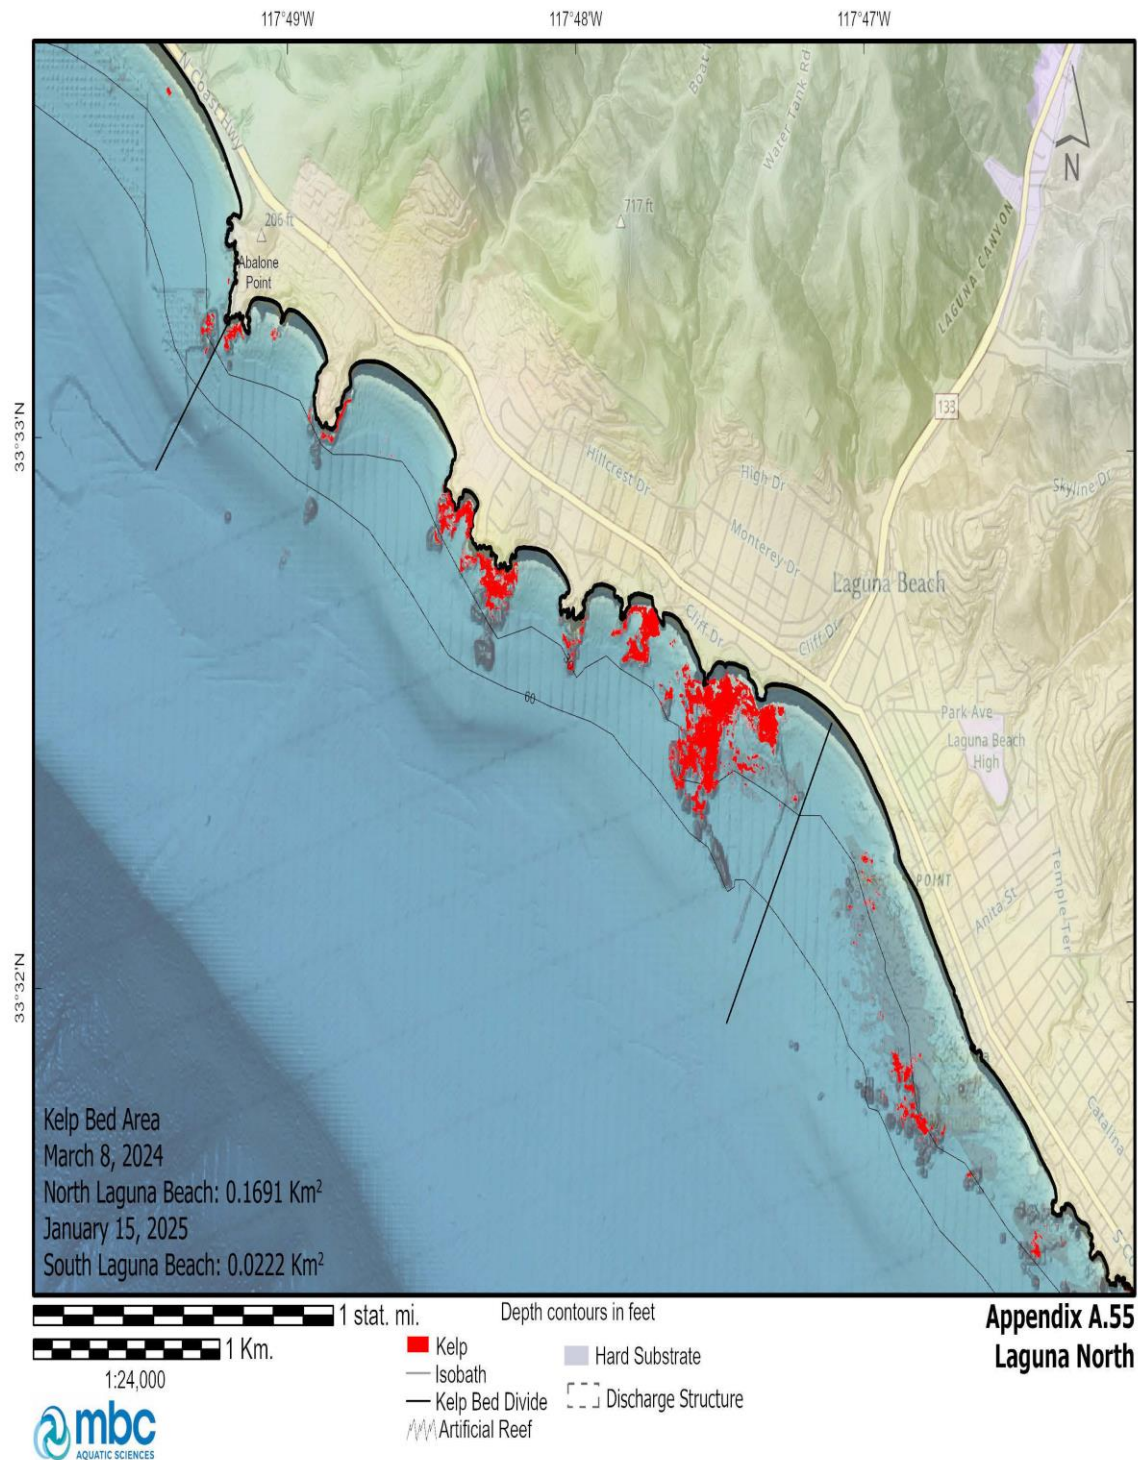 117°49'W
117°48'W
117°47'W
N Coast HWY
Water Tank Rd
N
206 ft
717 ft
Abalone
Point
LAGUNA CANYON
133
33°33'N
Hillcrest Dr
High Dr
Skyline Dr
Monterey Dr
Laguna Beach
Cliff Dr
Cliff Dr
60
Park Ave
Laguna Beach
High
POINT
Anita St
Temple Ter
33°32'N
Catalina
Kelp Bed Area
March 8, 2024
North Laguna Beach: 0.1691 Km²
January 15, 2025
South Laguna Beach: 0.0222 Km²
1 stat. mi.
1 Km.
1:24,000
Depth contours in feet
Kelp
Isobath
Kelp Bed Divide
Artificial Reef
Hard Substrate
Discharge Structure
Appendix A.55
Laguna North
mbc
AQUATIC SCIENCES